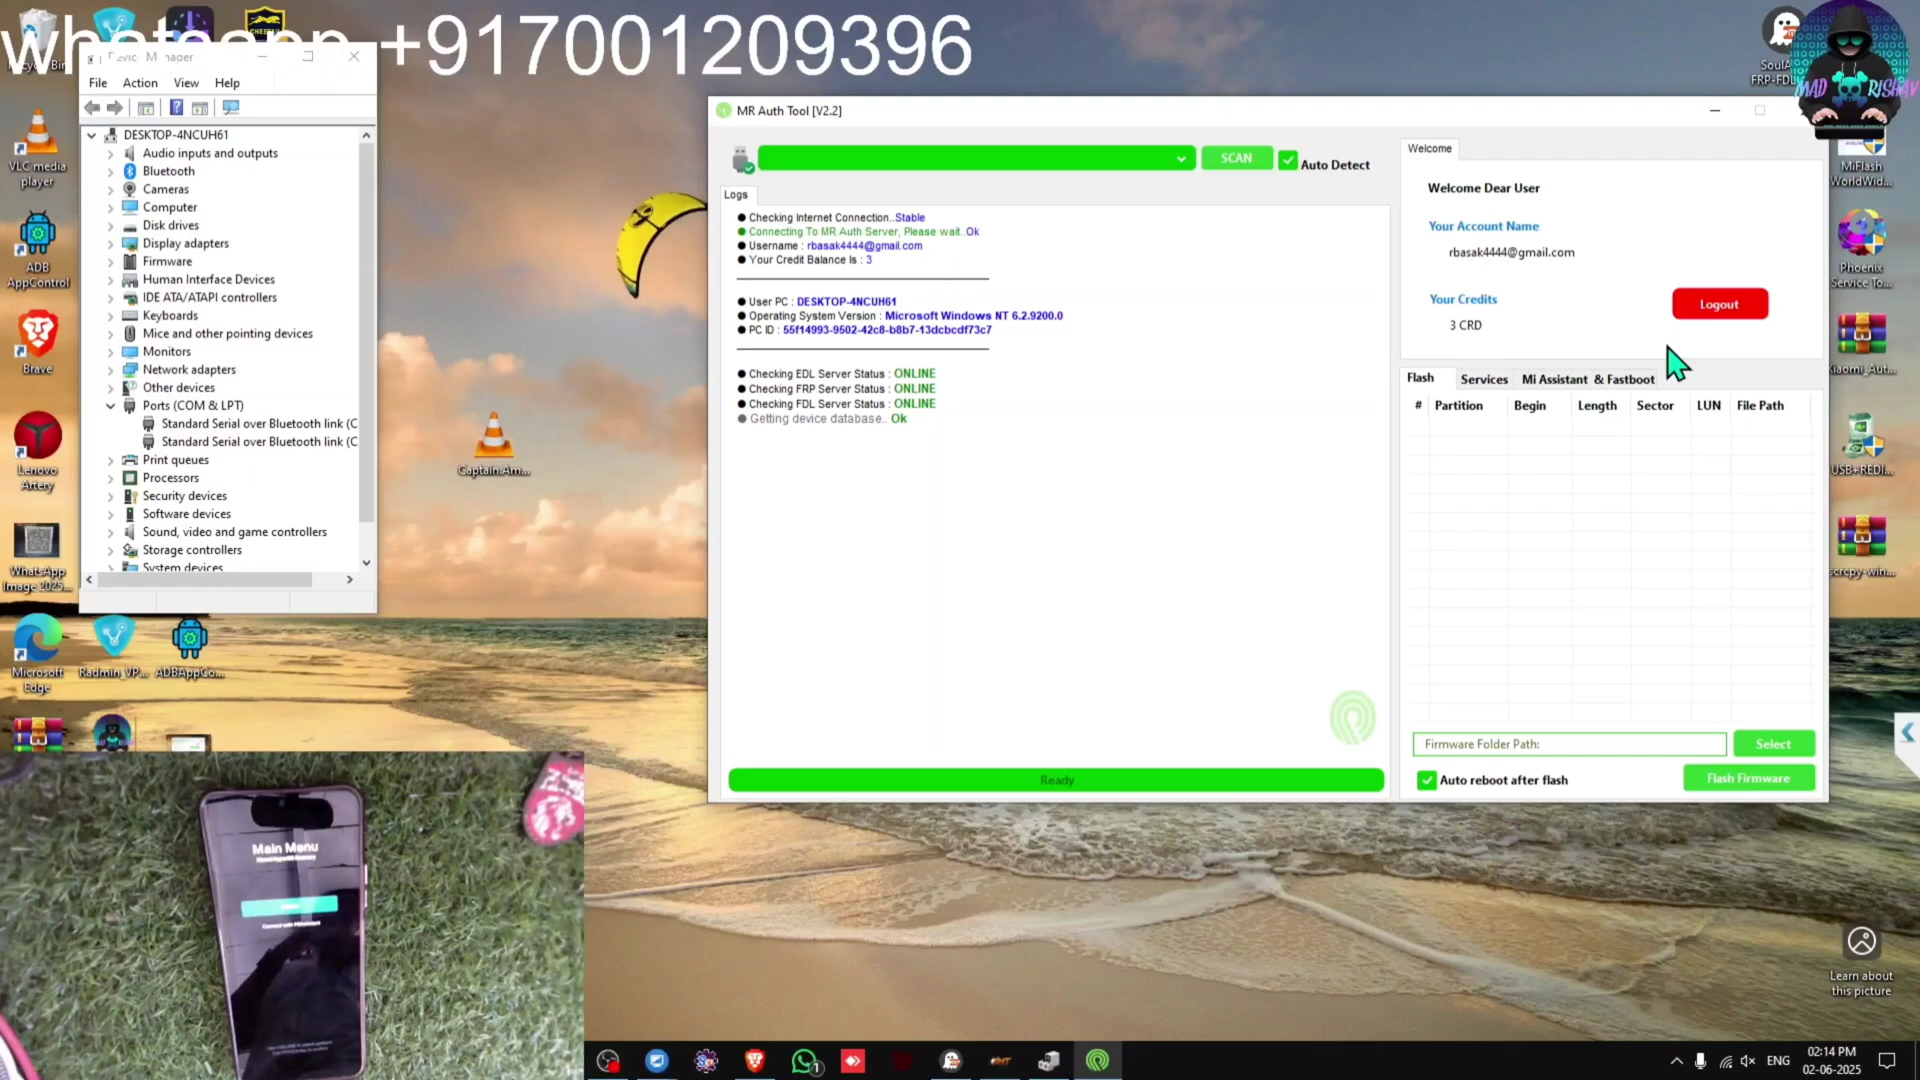 whatsapp +917001209396
SoulA
FRP-FDL
MAD RISHAV
File Action View Help
DESKTOP-4NCUH61
Audio inputs and outputs
Bluetooth
Cameras
Computer
Disk drives
Display adapters
Firmware
Human Interface Devices
IDE ATA/ATAPI controllers
Keyboards
Mice and other pointing devices
Monitors
Network adapters
Other devices
Ports (COM & LPT)
Standard Serial over Bluetooth link (C
Standard Serial over Bluetooth link (C
Print queues
Processors
Security devices
Software devices
Sound, video and game controllers
Storage controllers
System devices
VLC media
player
ADB
AppControl
Brave
Lenovo
Artery
WhatsApp
Image 2025...
Microsoft
Edge
Radmin VP...
ADBAppCo...
Captain.Am...
MR Auth Tool [V2.2]
SCAN
Auto Detect
Logs
Checking Internet Connection..Stable
Connecting To MR Auth Server, Please wait..Ok
Username : rbasak4444@gmail.com
Your Credit Balance Is : 3
User PC : DESKTOP-4NCUH61
Operating System Version : Microsoft Windows NT 6.2.9200.0
PC ID : 55f14993-9502-42c8-b8b7-13dcbcdf73c7
Checking EDL Server Status : ONLINE
Checking FRP Server Status : ONLINE
Checking FDL Server Status : ONLINE
Getting device database.. Ok
Ready
Welcome
Welcome Dear User
Your Account Name
rbasak4444@gmail.com
Your Credits
3 CRD
Logout
Flash Services Mi Assistant & Fastboot
# Partition Begin Length Sector LUN File Path
Firmware Folder Path:
Select
Auto reboot after flash
Flash Firmware
MiFlash
WorldWid...
Phoenix
Service To...
Xiaomi_Aut...
USB+REDI...
scrcpy-win...
Learn about
this picture
Main Menu
ENG
02:14 PM
02-06-2025